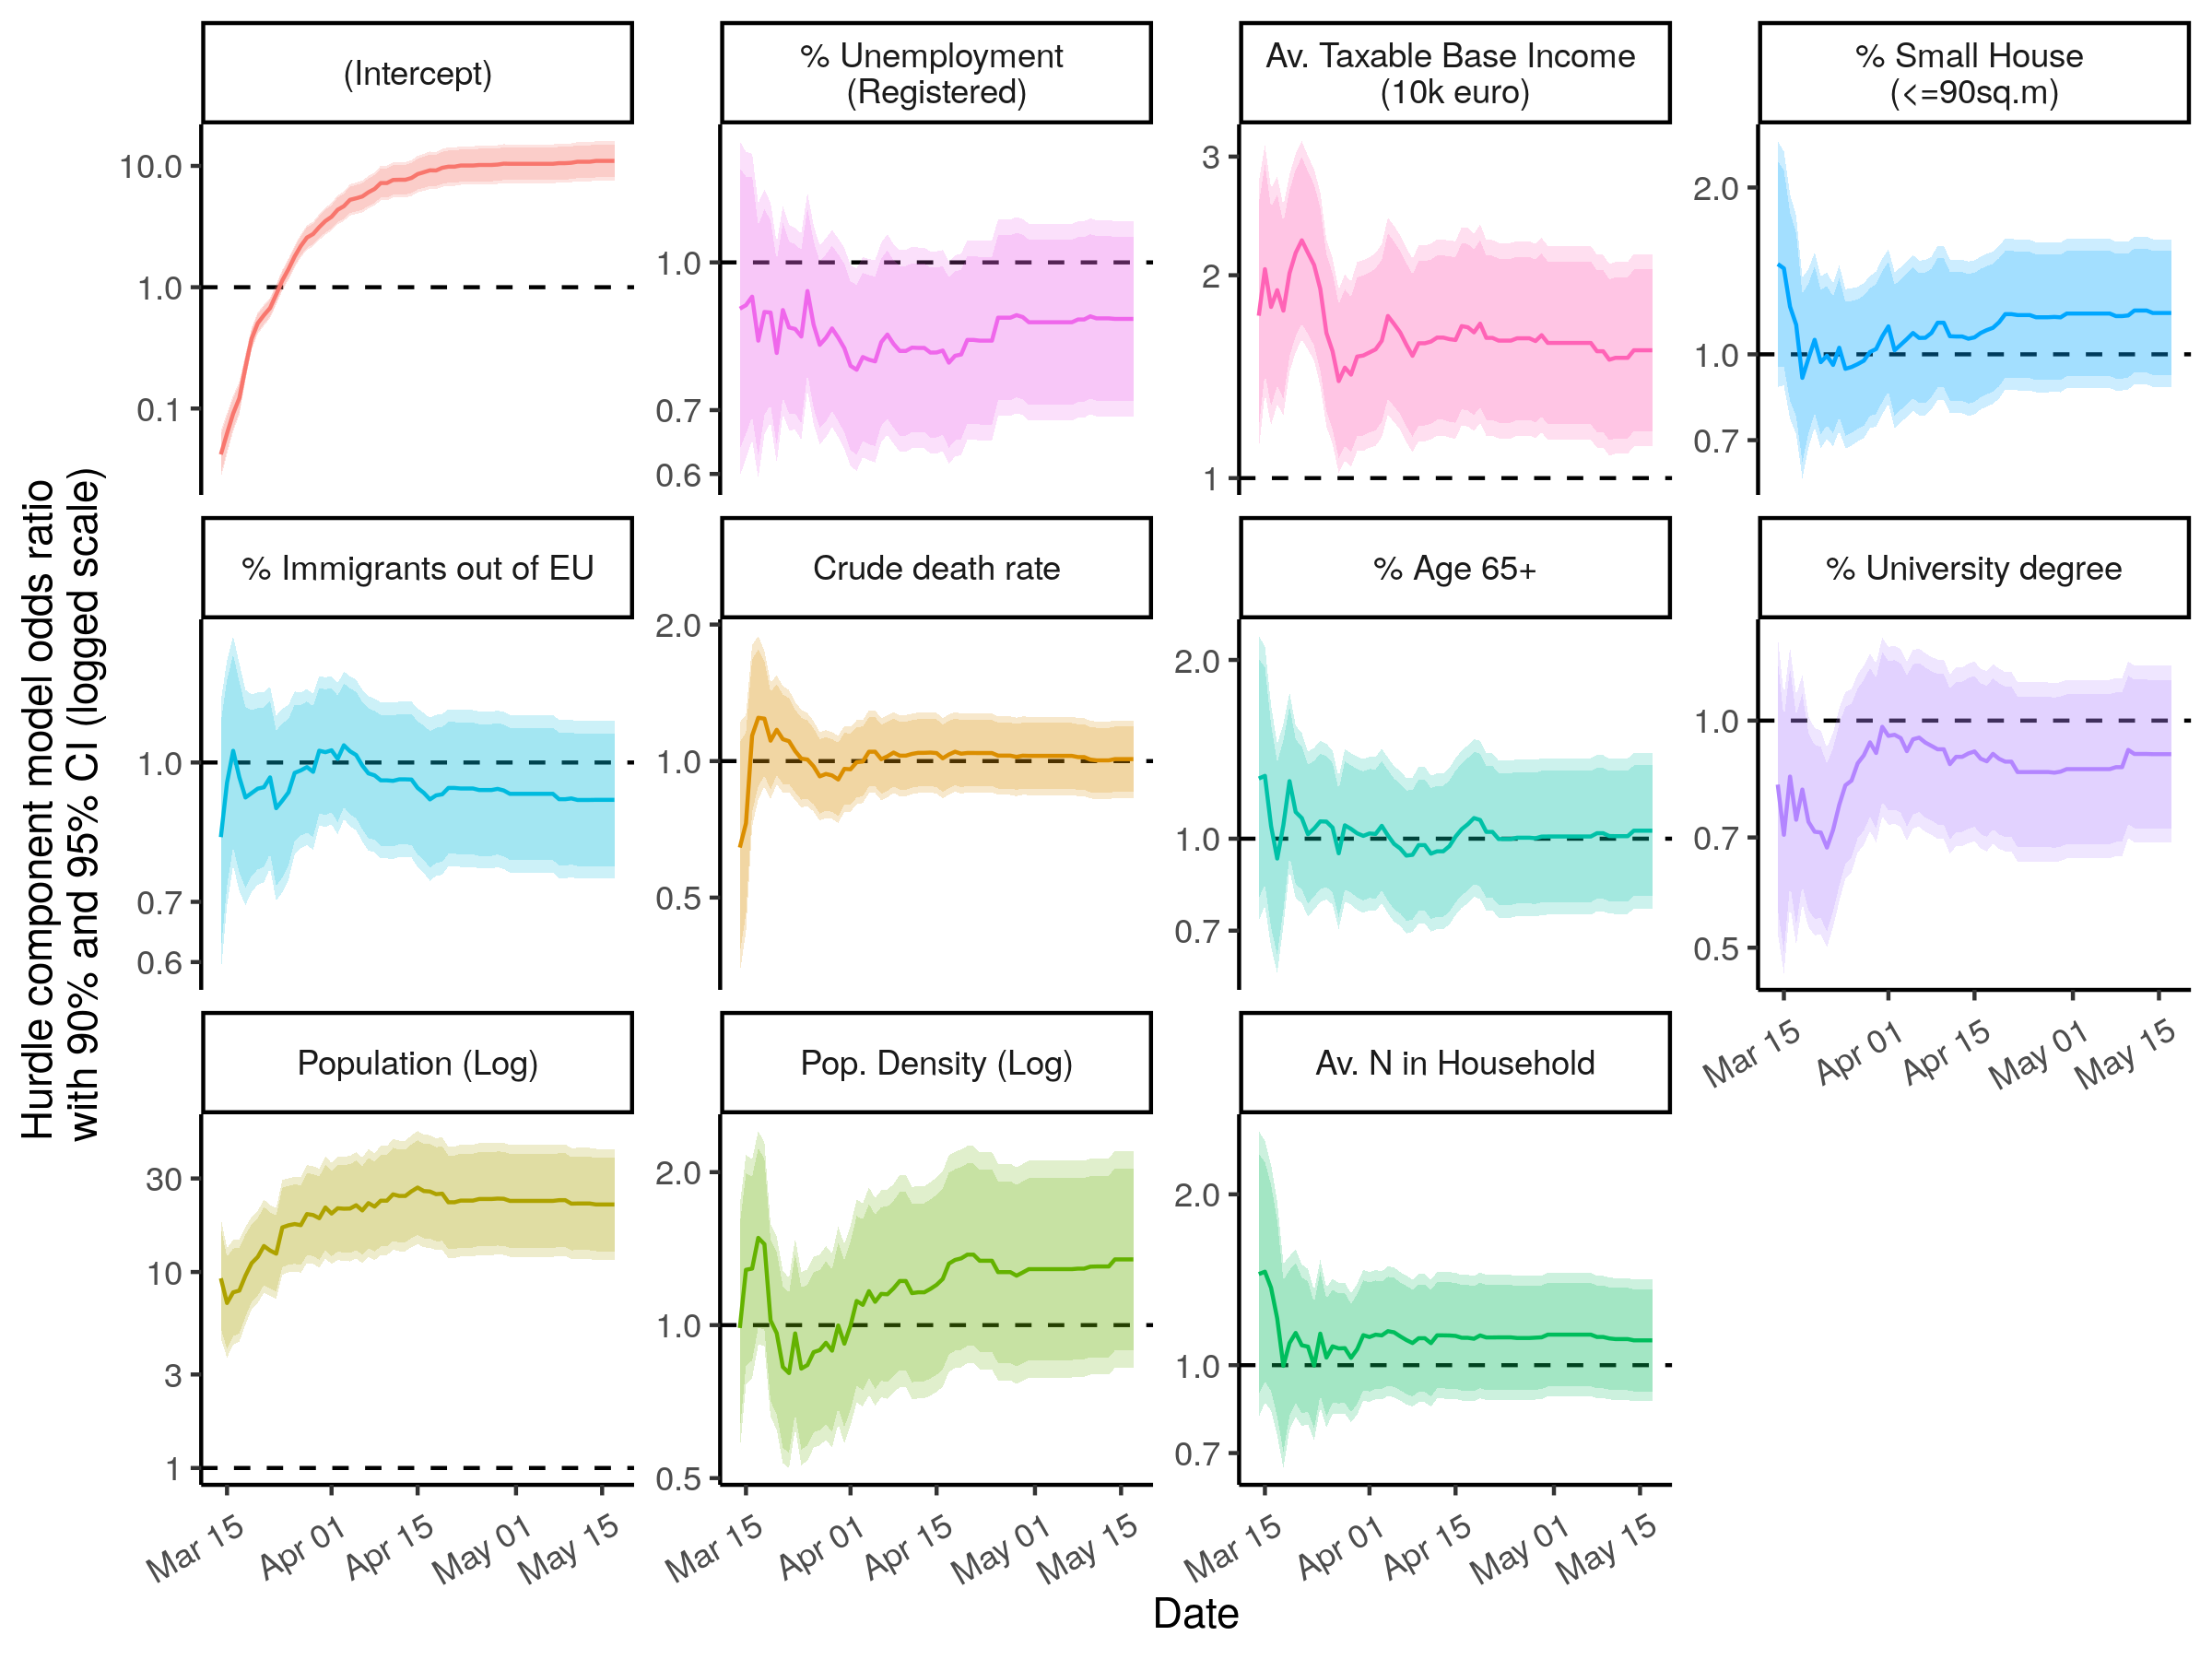 Hurdle component model odds ratio
with 90% and 95% CI (logged scale)
(Intercept)
10.0
1.0
0.1
% Unemployment
(Registered)
1.0
0.7
0.6
Av. Taxable Base Income
(10k euro)
3
2
1
% Small House
(<=90sq.m)
2.0
1.0
0.7
% Immigrants out of EU
1.0
0.7
0.6
Crude death rate
2.0
1.0
0.5
% Age 65+
2.0
1.0
0.7
% University degree
1.0
0.7
0.5
Mar 15 Apr 01 Apr 15 May 01 May 15
Population (Log)
30
10
3
1
Mar 15 Apr 01 Apr 15 May 01 May 15
Pop. Density (Log)
2.0
1.0
0.5
Mar 15 Apr 01 Apr 15 May 01 May 15
Av. N in Household
2.0
1.0
0.7
Mar 15 Apr 01 Apr 15 May 01 May 15
Date